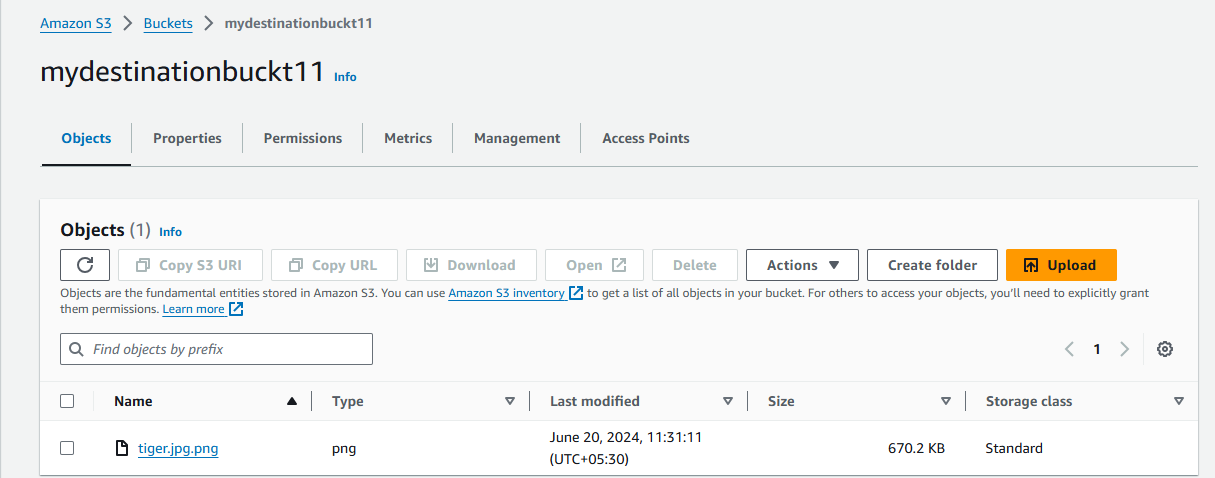 Amazon S3 > Buckets > mydestinationbuckt11
mydestinationbuckt11 Info
Objects Properties Permissions Metrics Management Access Points
Objects (1) Info
Copy S3 URI Copy URL Download Open Delete Actions Create folder Upload
Objects are the fundamental entities stored in Amazon S3. You can use Amazon S3 inventory to get a list of all objects in your bucket. For others to access your objects, you'll need to explicitly grant
them permissions. Learn more
Find objects by prefix 1
Name Type Last modified Size Storage class
tiger.jpg.png png June 20, 2024, 11:31:11 670.2 KB Standard
(UTC+05:30)